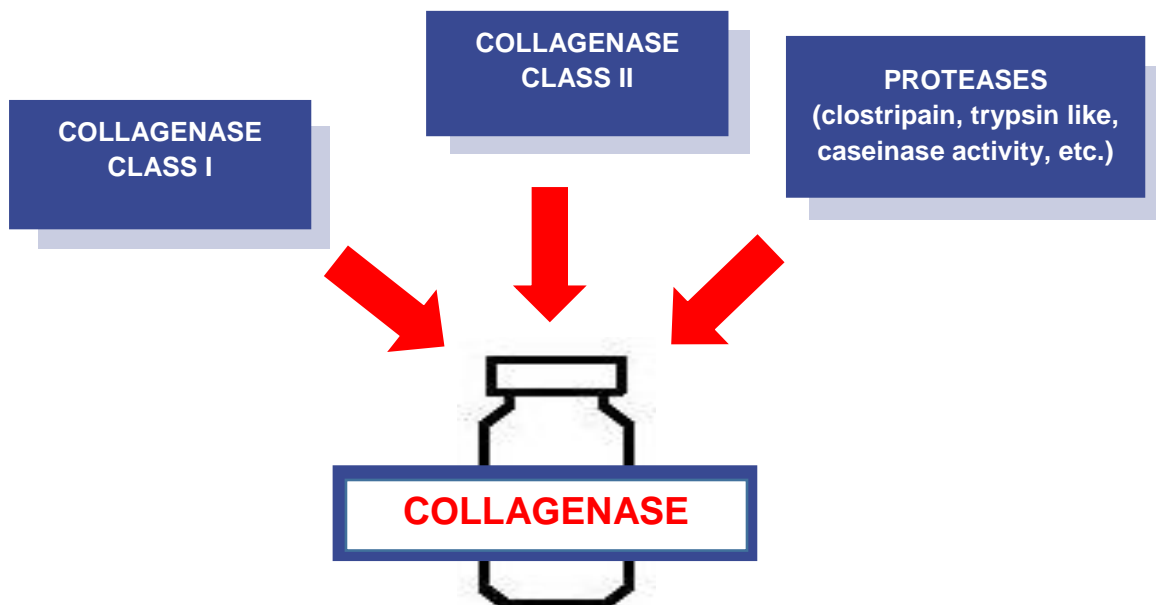 COLLAGENASE
CLASS I
COLLAGENASE
CLASS II
PROTEASES
(clostripain, trypsin like,
caseinase activity, etc.)
COLLAGENASE